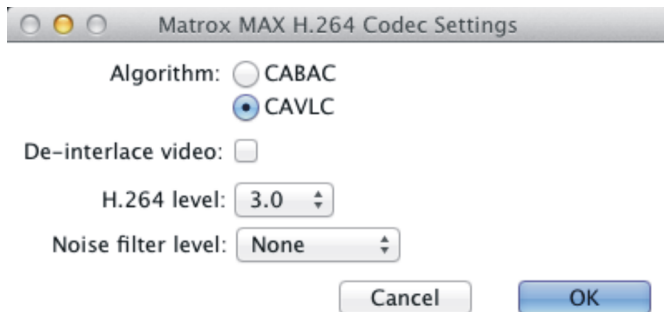 Matrox MAX H.264 Codec Settings
Algorithm: CABAC
CAVLC
De-interlace video:
H.264 level: 3.0
Noise filter level: None
Cancel OK